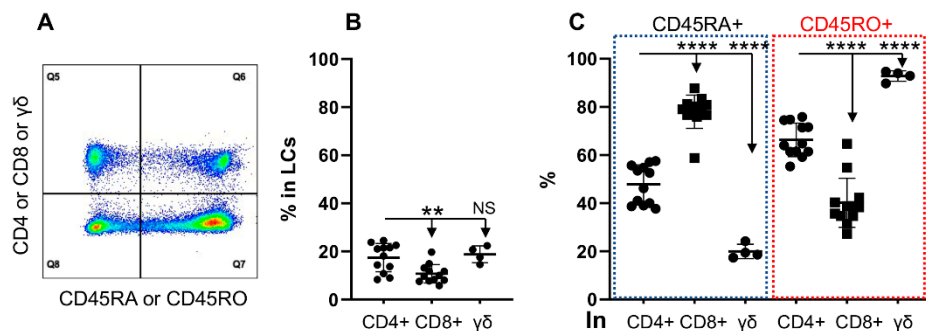 A
Q5
Q6
Q8
Q7
CD4 or CD8 or γδ
CD45RA or CD45RO
B
% in LCs
100
80
60
40
20
0
**
NS
CD4+ CD8+ γδ
C
CD45RA+
CD45RO+
%
100
80
60
40
20
0
**** ****
**** ****
In
CD4+ CD8+ γδ
CD4+ CD8+ γδ